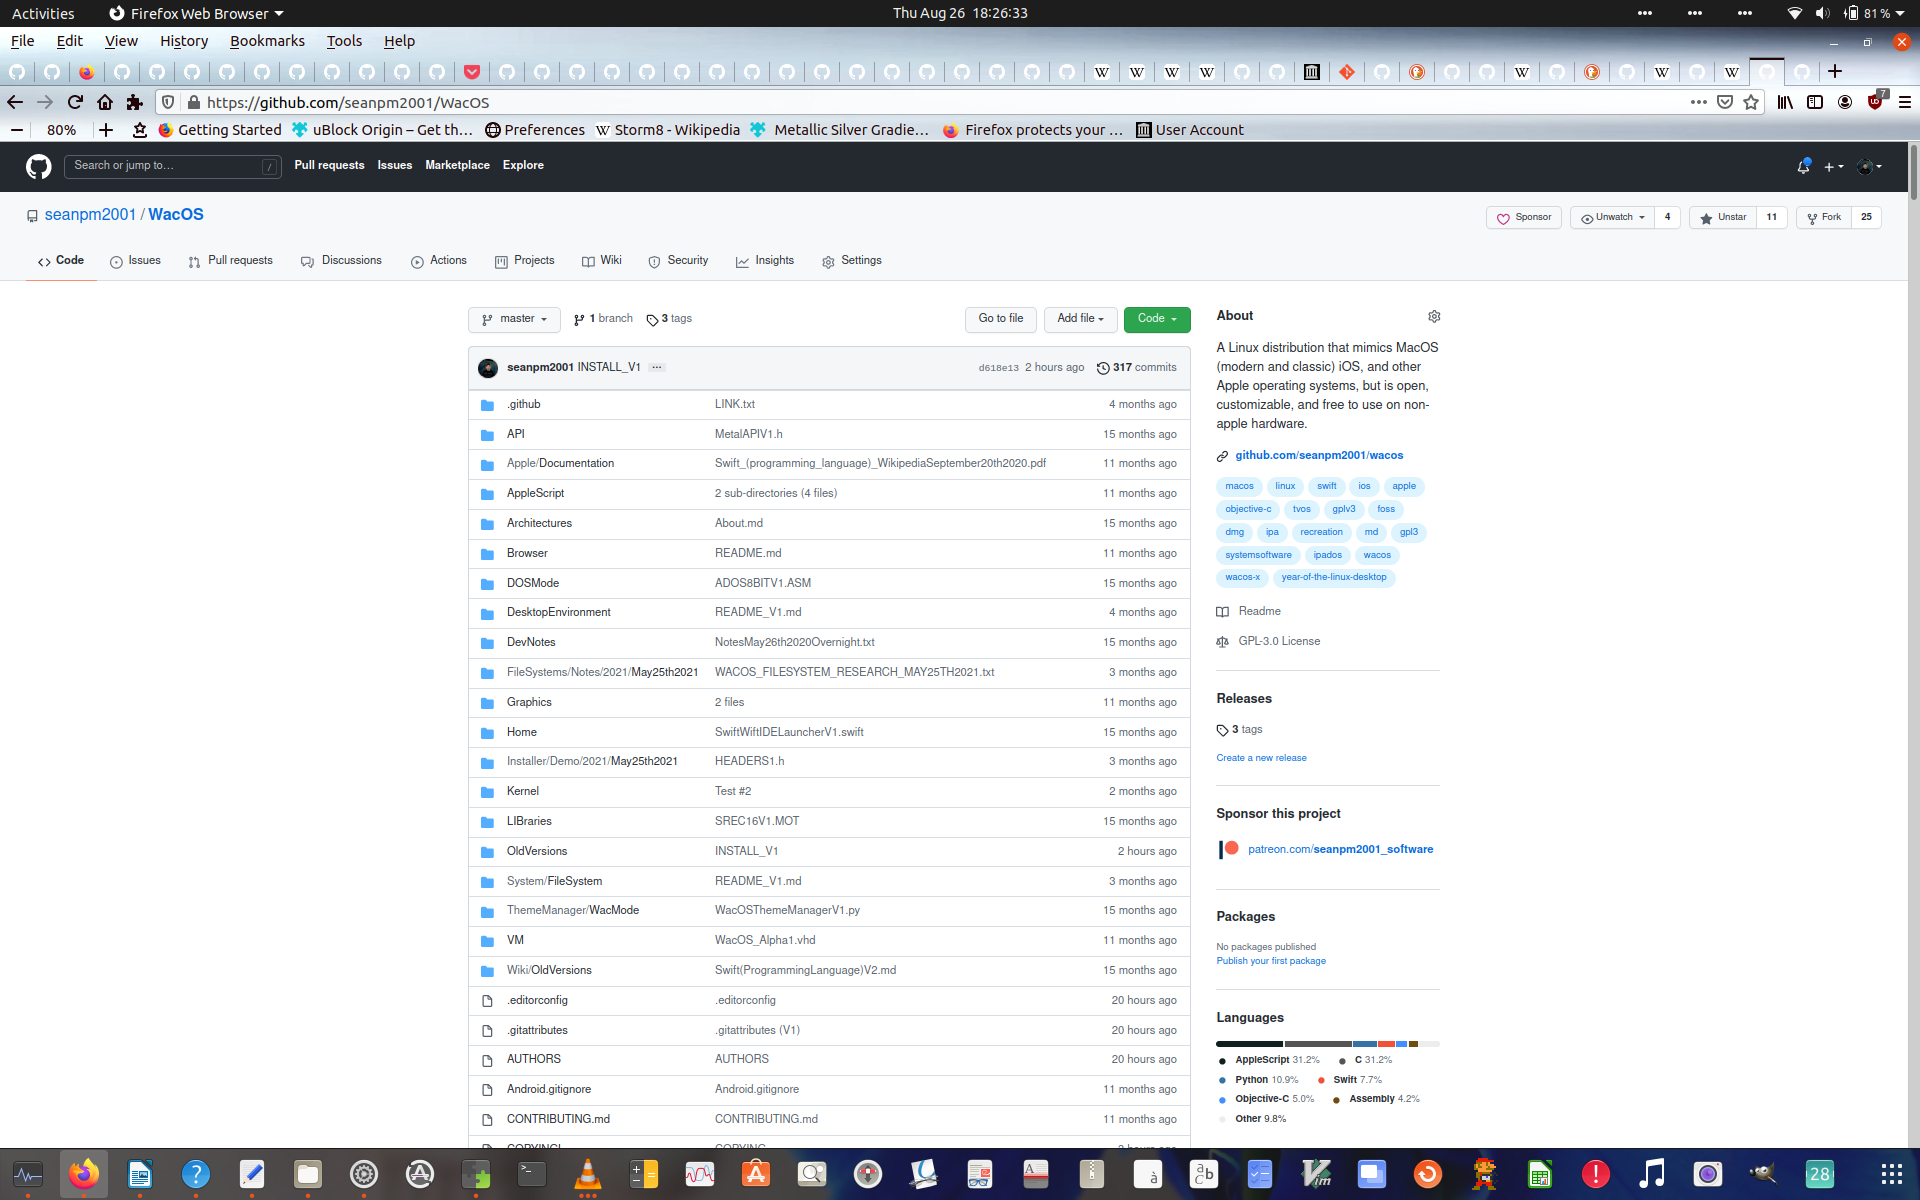 Activities Firefox Web Browser Thu Aug 26 18:26:33 81 %
File Edit View History Bookmarks Tools Help
https://github.com/seanpm2001/WacOS 7
80% Getting Started uBlock Origin – Get th… Preferences Storm8 - Wikipedia Metallic Silver Gradie… Firefox protects your … User Account
Search or jump to… / Pull requests Issues Marketplace Explore
seanpm2001 / WacOS Sponsor Unwatch 4 Unstar 11 Fork 25
Code Issues Pull requests Discussions Actions Projects Wiki Security Insights Settings
master 1 branch 3 tags Go to file Add file Code
seanpm2001 INSTALL_V1 ... d618e13 2 hours ago 317 commits
.github LINK.txt 4 months ago
API MetalAPIV1.h 15 months ago
Apple/Documentation Swift_(programming_language)_WikipediaSeptember20th2020.pdf 11 months ago
AppleScript 2 sub-directories (4 files) 11 months ago
Architectures About.md 15 months ago
Browser README.md 11 months ago
DOSMode ADOS8BITV1.ASM 15 months ago
DesktopEnvironment README_V1.md 4 months ago
DevNotes NotesMay26th2020Overnight.txt 15 months ago
FileSystems/Notes/2021/May25th2021 WACOS_FILESYSTEM_RESEARCH_MAY25TH2021.txt 3 months ago
Graphics 2 files 11 months ago
Home SwiftWiftIDELauncherV1.swift 15 months ago
Installer/Demo/2021/May25th2021 HEADERS1.h 3 months ago
Kernel Test #2 2 months ago
LIBraries SREC16V1.MOT 15 months ago
OldVersions INSTALL_V1 2 hours ago
System/FileSystem README_V1.md 3 months ago
ThemeManager/WacMode WacOSThemeManagerV1.py 15 months ago
VM WacOS_Alpha1.vhd 11 months ago
Wiki/OldVersions Swift(ProgrammingLanguage)V2.md 15 months ago
.editorconfig .editorconfig 20 hours ago
.gitattributes .gitattributes (V1) 20 hours ago
AUTHORS AUTHORS 20 hours ago
Android.gitignore Android.gitignore 11 months ago
CONTRIBUTING.md CONTRIBUTING.md 11 months ago
About
A Linux distribution that mimics MacOS
(modern and classic) iOS, and other
Apple operating systems, but is open,
customizable, and free to use on non-
apple hardware.
github.com/seanpm2001/wacos
macos linux swift ios apple
objective-c tvos gplv3 foss
dmg ipa recreation md gpl3
systemsoftware ipados wacos
wacos-x year-of-the-linux-desktop
Readme
GPL-3.0 License
Releases
3 tags
Create a new release
Sponsor this project
patreon.com/seanpm2001_software
Packages
No packages published
Publish your first package
Languages
AppleScript 31.2% C 31.2%
Python 10.9% Swift 7.7%
Objective-C 5.0% Assembly 4.2%
Other 9.8%
28